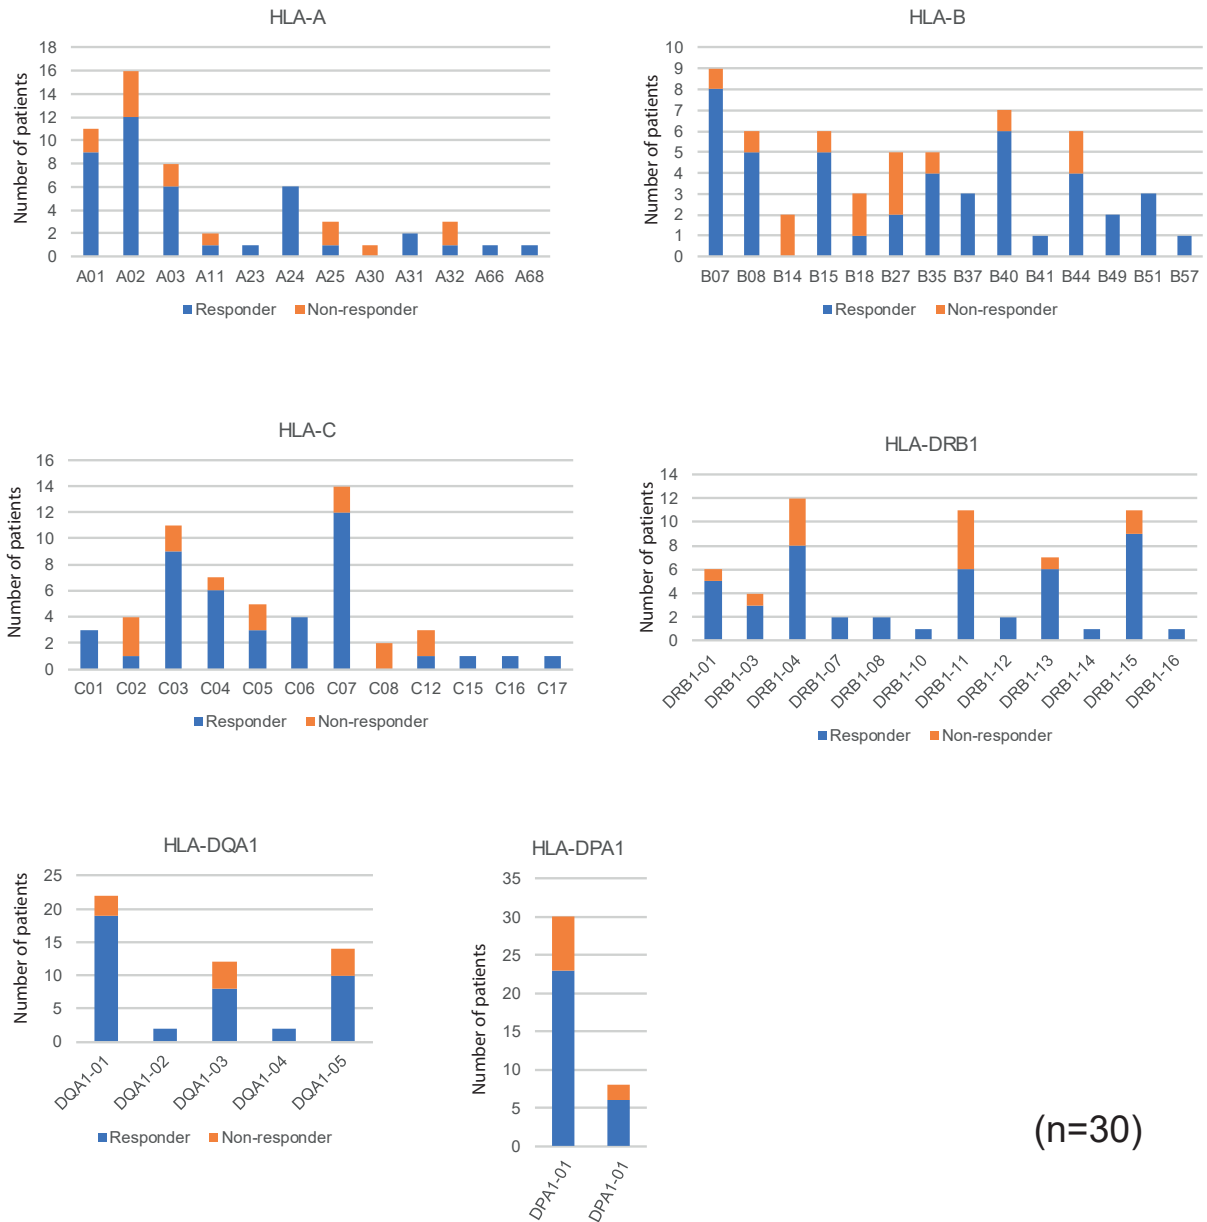 HLA-A
Number of patients
18
16
14
12
10
8
6
4
2
0
A01 A02 A03 A11 A23 A24 A25 A30 A31 A32 A66 A68
Responder Non-responder
HLA-B
Number of patients
10
9
8
7
6
5
4
3
2
1
0
B07 B08 B14 B15 B18 B27 B35 B37 B40 B41 B44 B49 B51 B57
Responder Non-responder
HLA-C
Number of patients
16
14
12
10
8
6
4
2
0
C01 C02 C03 C04 C05 C06 C07 C08 C12 C15 C16 C17
Responder Non-responder
HLA-DRB1
Number of patients
14
12
10
8
6
4
2
0
DRB1-01 DRB1-03 DRB1-04 DRB1-07 DRB1-08 DRB1-10 DRB1-11 DRB1-12 DRB1-13 DRB1-14 DRB1-15 DRB1-16
Responder Non-responder
HLA-DQA1
Number of patients
25
20
15
10
5
0
DQA1-01 DQA1-02 DQA1-03 DQA1-04 DQA1-05
Responder Non-responder
HLA-DPA1
Number of patients
35
30
25
20
15
10
5
0
DPA1-01 DPA1-01
(n=30)